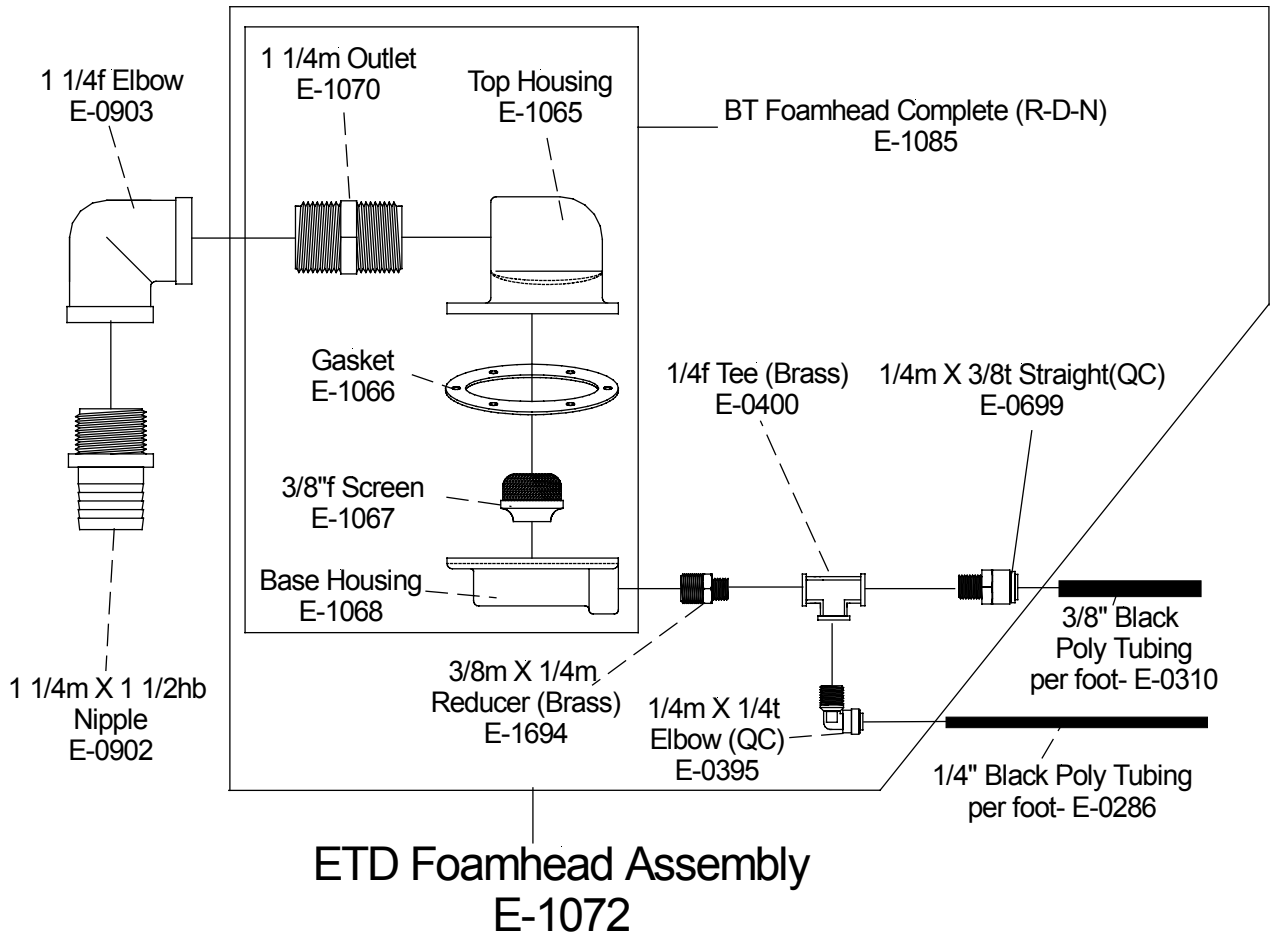 1 1/4f Elbow
E-0903
1 1/4m Outlet
E-1070
Top Housing
E-1065
BT Foamhead Complete (R-D-N)
E-1085
Gasket
E-1066
1/4f Tee (Brass)
E-0400
1/4m X 3/8t Straight(QC)
E-0699
3/8"f Screen
E-1067
Base Housing
E-1068
1 1/4m X 1 1/2hb
Nipple
E-0902
3/8m X 1/4m
Reducer (Brass)
E-1694
1/4m X 1/4t
Elbow (QC)
E-0395
3/8" Black
Poly Tubing
per foot- E-0310
1/4" Black Poly Tubing
per foot- E-0286
ETD Foamhead Assembly
E-1072